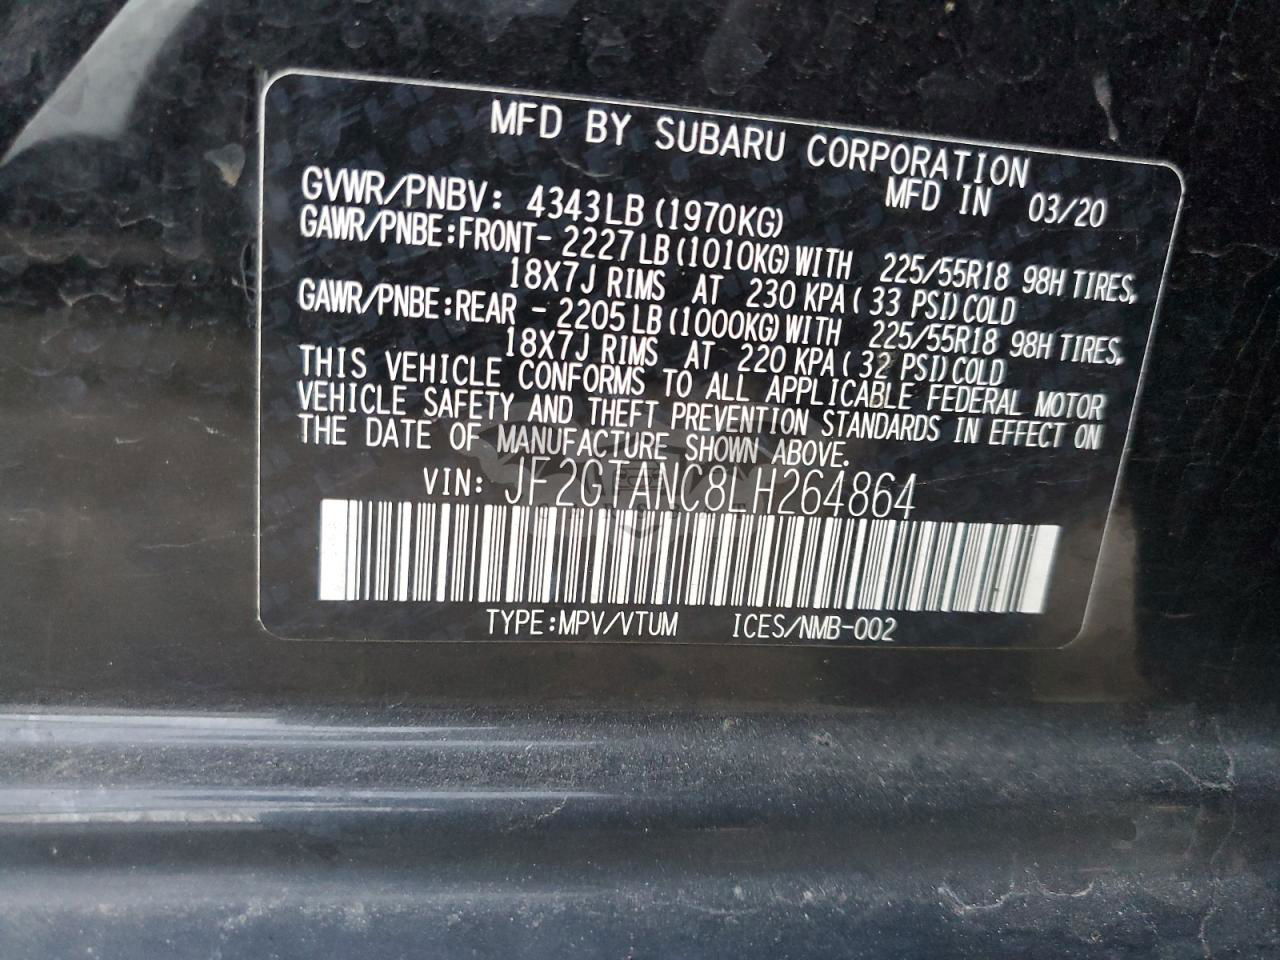 MFD BY SUBARU CORPORATION
MFD IN 03/20
GVWR/PNBV: 4343LB (1970KG)
GAWR/PNBE:FRONT- 2227LB (1010KG) WITH 225/55R18 98H TIRES,
18X7J RIMS AT 230 KPA ( 33 PSI) COLD
GAWR/PNBE:REAR - 2205LB (1000KG) WITH 225/55R18 98H TIRES,
18X7J RIMS AT 220 KPA ( 32 PSI) COLD
THIS VEHICLE CONFORMS TO ALL APPLICABLE FEDERAL MOTOR
VEHICLE SAFETY AND THEFT PREVENTION STANDARDS IN EFFECT ON
THE DATE OF MANUFACTURE SHOWN ABOVE.
VIN: JF2GTANC8LH264864
TYPE:MPV/VTUM ICES/NMB-002